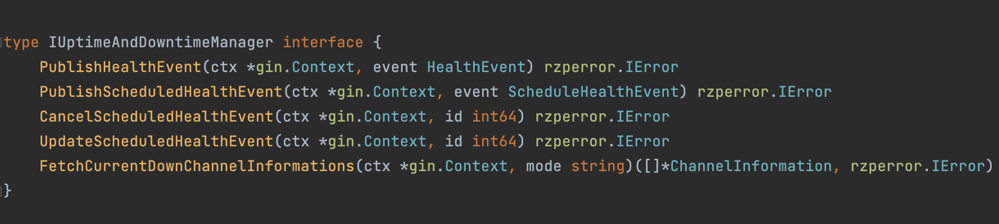 type IUptimeAndDowntimeManager interface {
PublishHealthEvent(ctx *gin.Context, event HealthEvent) rzperror.IError
PublishScheduledHealthEvent(ctx *gin.Context, event ScheduleHealthEvent) rzperror.IError
CancelScheduledHealthEvent(ctx *gin.Context, id int64) rzperror.IError
UpdateScheduledHealthEvent(ctx *gin.Context, id int64) rzperror.IError
FetchCurrentDownChannelInformations(ctx *gin.Context, mode string)([]*ChannelInformation, rzperror.IError)
}